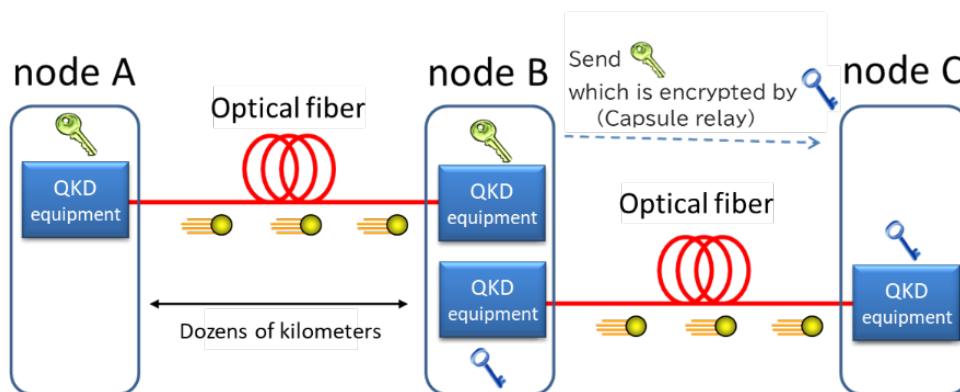 node A
node B
node C
Send
which is encrypted by
(Capsule relay)
Optical fiber
QKD
equipment
QKD
equipment
Optical fiber
QKD
equipment
QKD
equipment
Dozens of kilometers